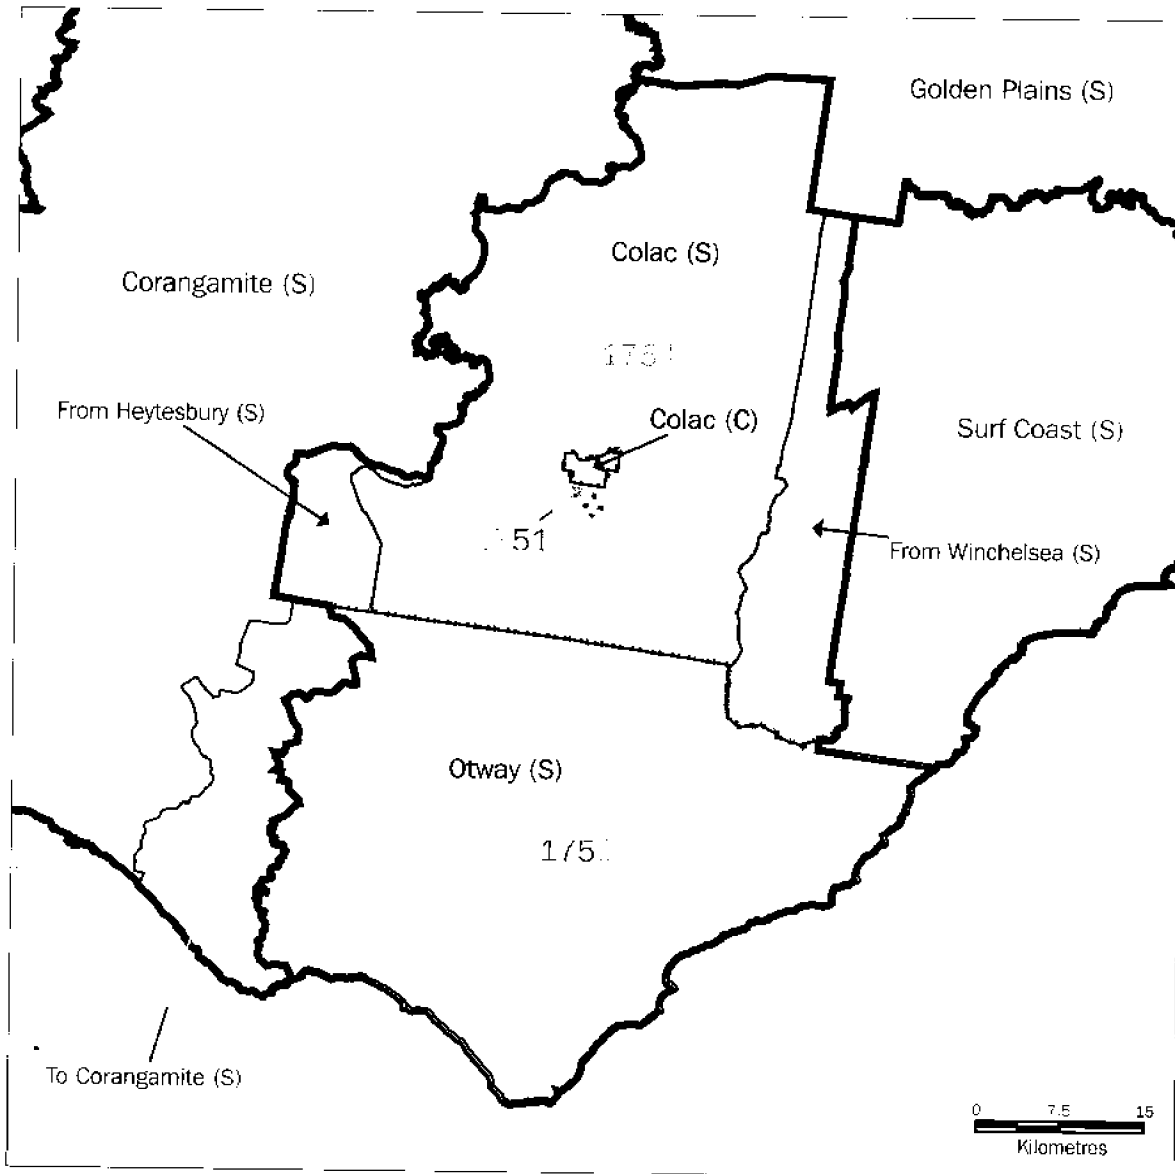 Golden Plains (S)
Colac (S)
Corangamite (S)
From Heytesbury (S)
Colac (C)
Surf Coast (S)
From Winchelsea (S)
Otway (S)
To Corangamite (S)
0 7.5 15
Kilometres